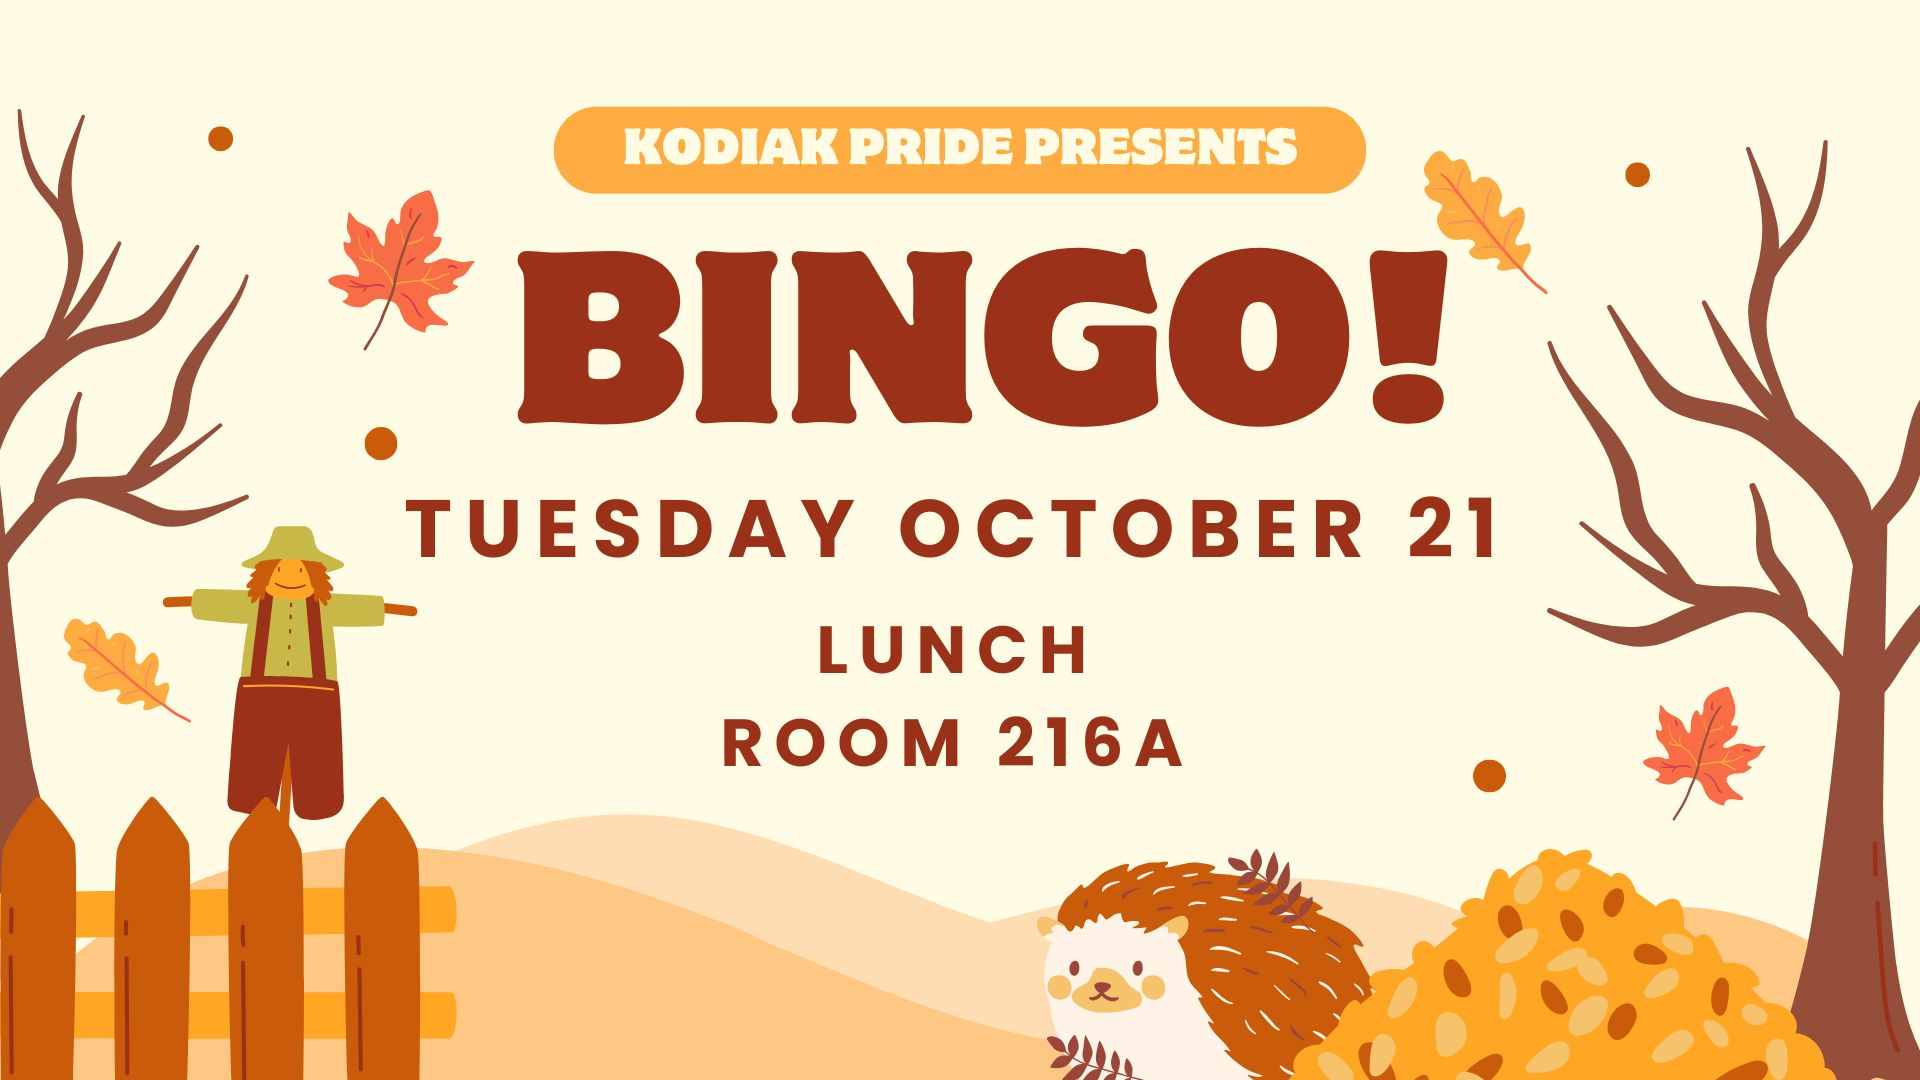 KODIAK PRIDE PRESENTS
BINGO!
TUESDAY OCTOBER 21
LUNCH
ROOM 216A